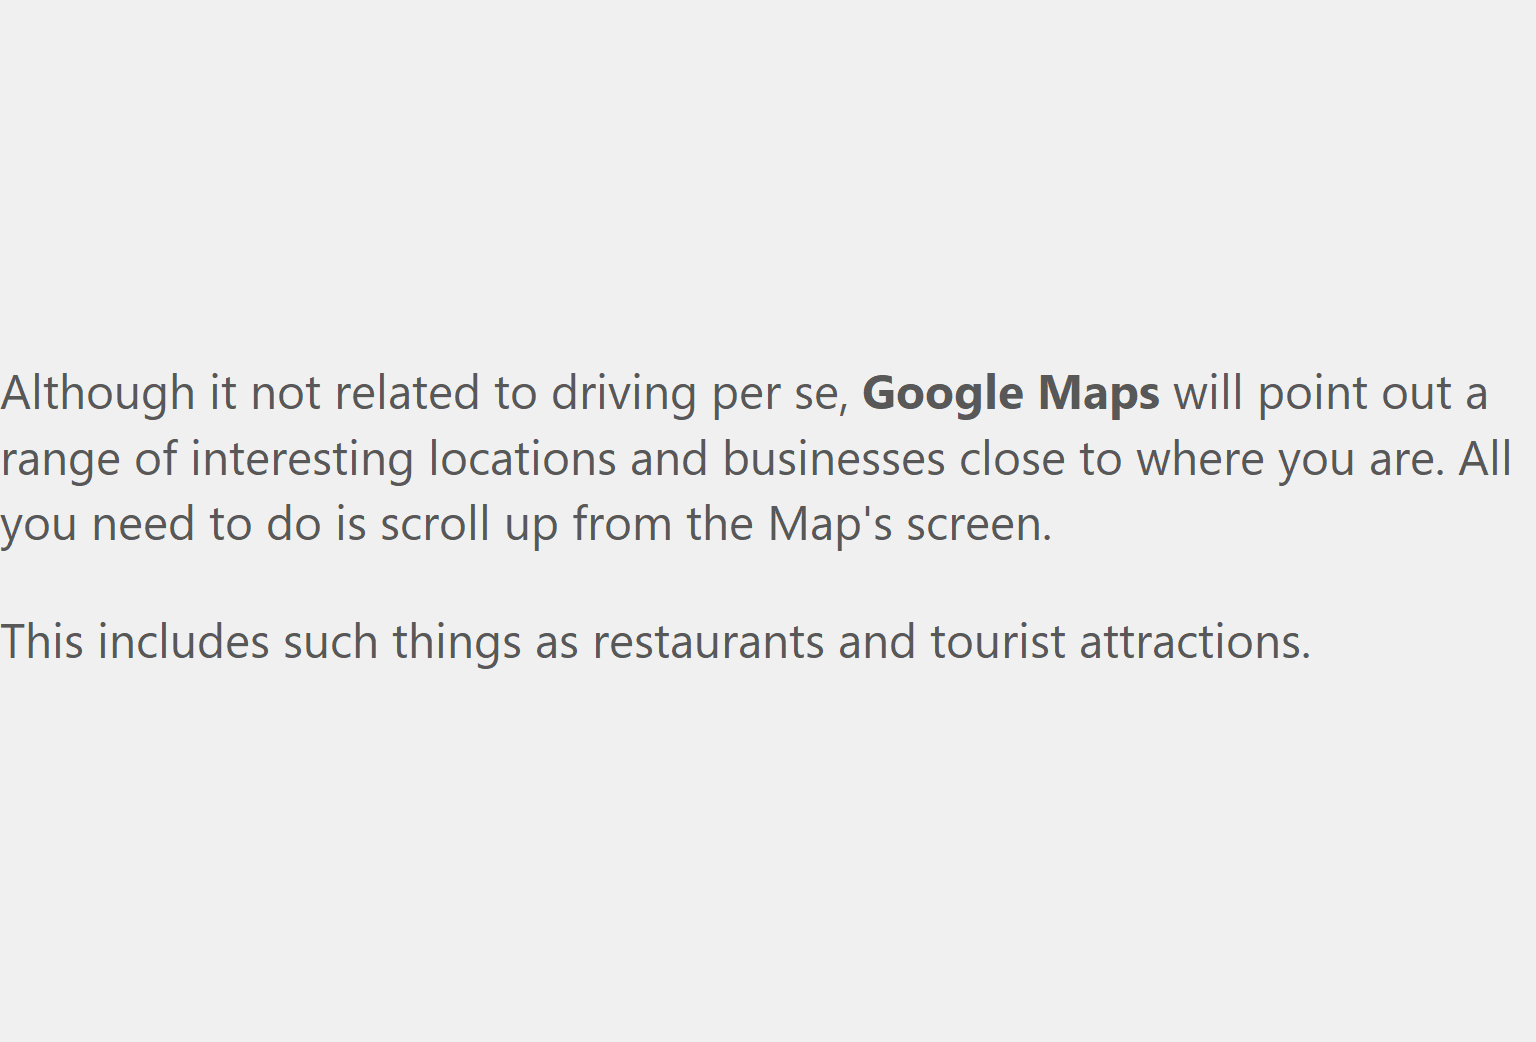 Although it not related to driving per se, Google Maps will point out a
range of interesting locations and businesses close to where you are. All
you need to do is scroll up from the Map's screen.
This includes such things as restaurants and tourist attractions.